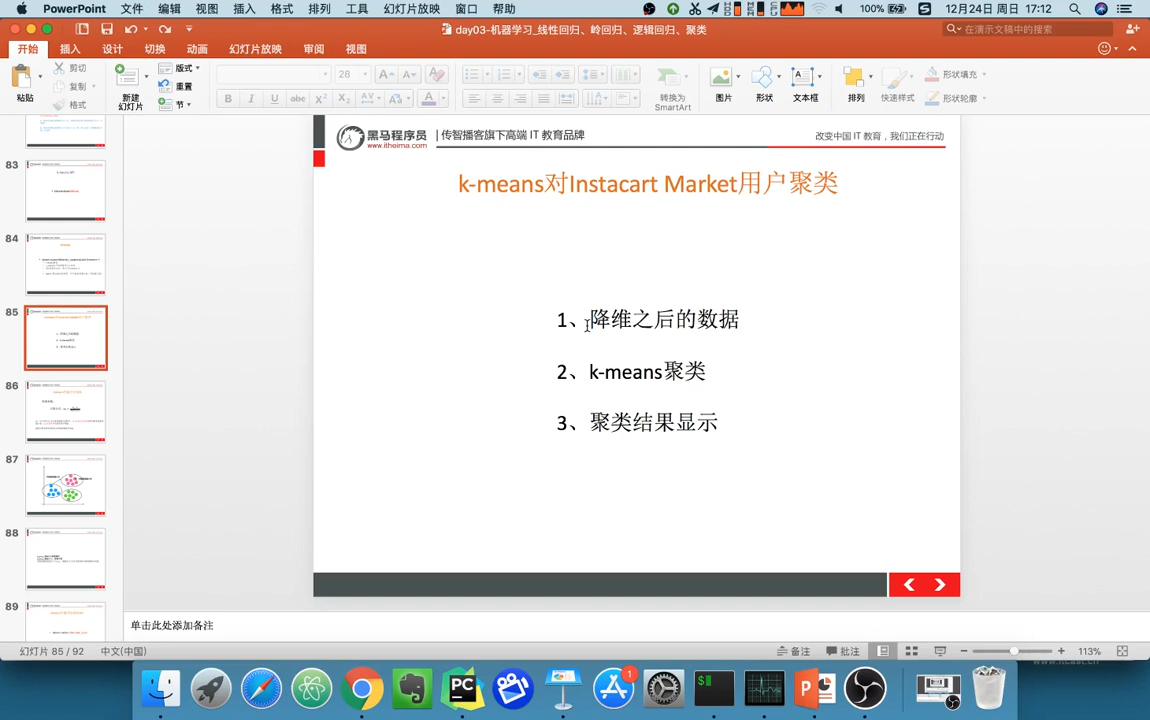 PowerPoint 文件 编辑 视图 插入 格式 工具 幻灯片放映 窗口 帮助 100% 12月24日 周日 17:12
day03-机器学习_线性回归、岭回归、逻辑回归、聚类
在演示文稿中的搜索
开始 插入 设计 切换 动画 幻灯片放映 审阅 视图
粘贴
剪切
复制
格式
新建
幻灯片
版式
重置
节
28
转换为
SmartArt
图片
形状
文本框
排列
快速样式
形状填充
形状轮廓
83
84
85
86
87
88
89
黑马程序员
www.itheima.com
传智播客旗下高端 IT 教育品牌
改变中国 IT 教育，我们正在行动
k-means对Instacart Market用户聚类
1、降维之后的数据
2、k-means聚类
3、聚类结果显示
单击此处添加备注
幻灯片 85 / 92 中文(中国) 备注 批注 113%
PC
1
$
P